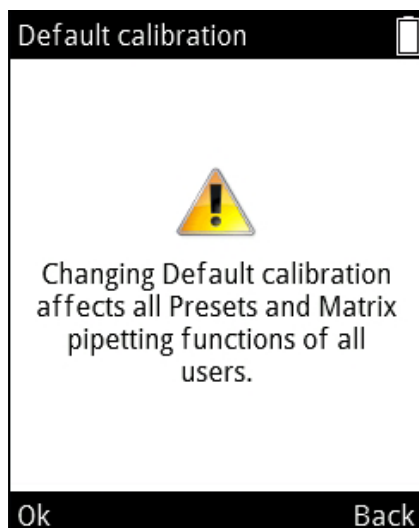 Default calibration
Changing Default calibration
affects all Presets and Matrix
pipetting functions of all
users.
Ok Back